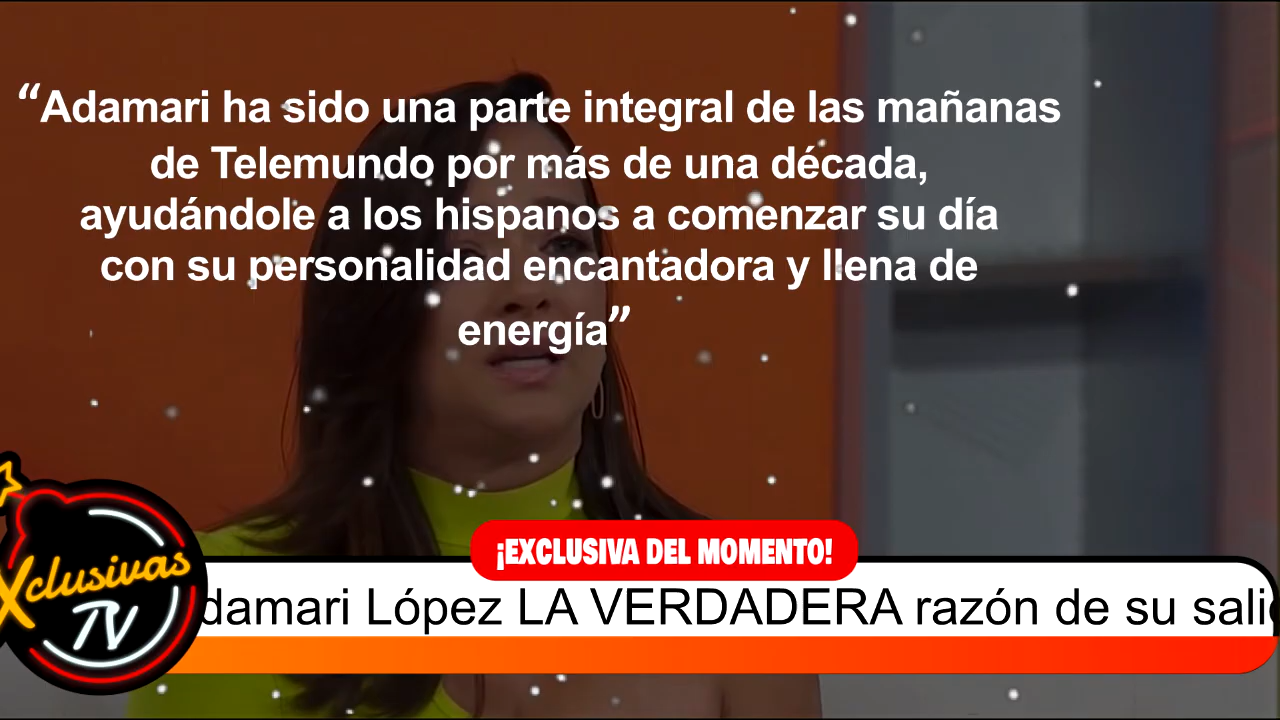 “Adamari ha sido una parte integral de las mañanas
de Telemundo por más de una década,
ayudándole a los hispanos a comenzar su día
con su personalidad encantadora y llena de
energía”
¡EXCLUSIVA DEL MOMENTO!
Xclusivas
TV
damari López LA VERDADERA razón de su salid